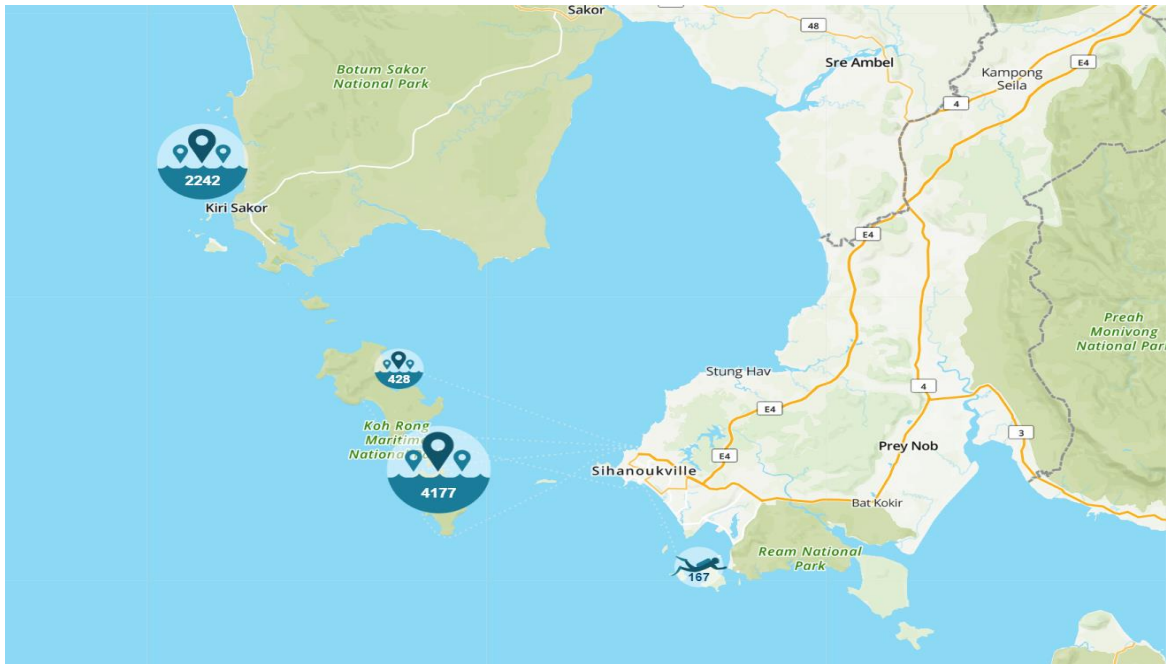 Sakor
48
Botum Sakor
National Park
Sre Ambel
E4
Kampong
Seila
4
2242
Kiri Sakor
E4
Preah
Monivong
National Park
428
Stung Hav
4
E4
Koh Rong
Maritime
National
3
Prey Nob
E4
Sihanoukville
4177
Bat Kokir
Ream National
Park
167